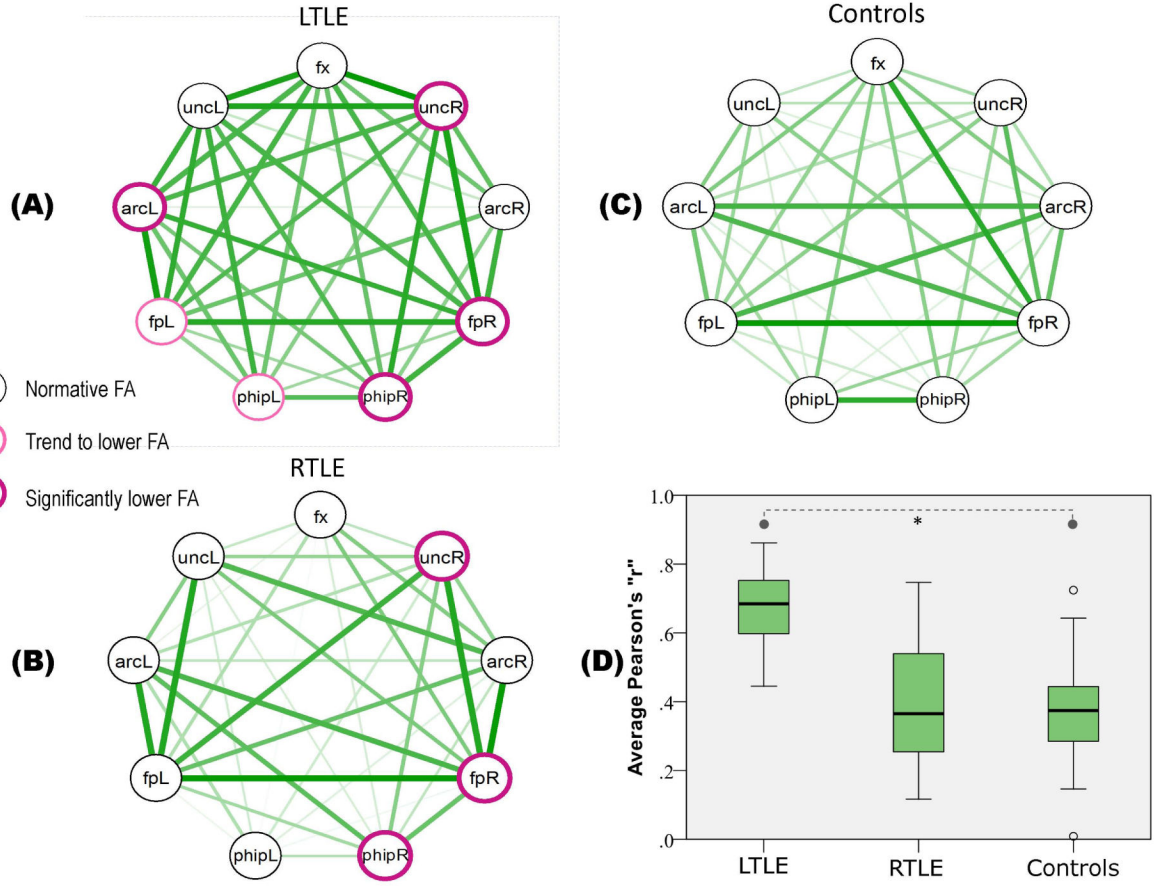 LTLE
fx
uncL
uncR
(A)
arcL
arcR
fpL
fpR
phipL
phipR
Normative FA
Trend to lower FA
Significantly lower FA
RTLE
fx
uncL
uncR
(B)
arcL
arcR
fpL
fpR
phipL
phipR
Controls
fx
uncL
uncR
(C)
arcL
arcR
fpL
fpR
phipL
phipR
(D)
Average Pearson's "r"
1.0
.8
.6
.4
.2
.0
*
LTLE
RTLE
Controls